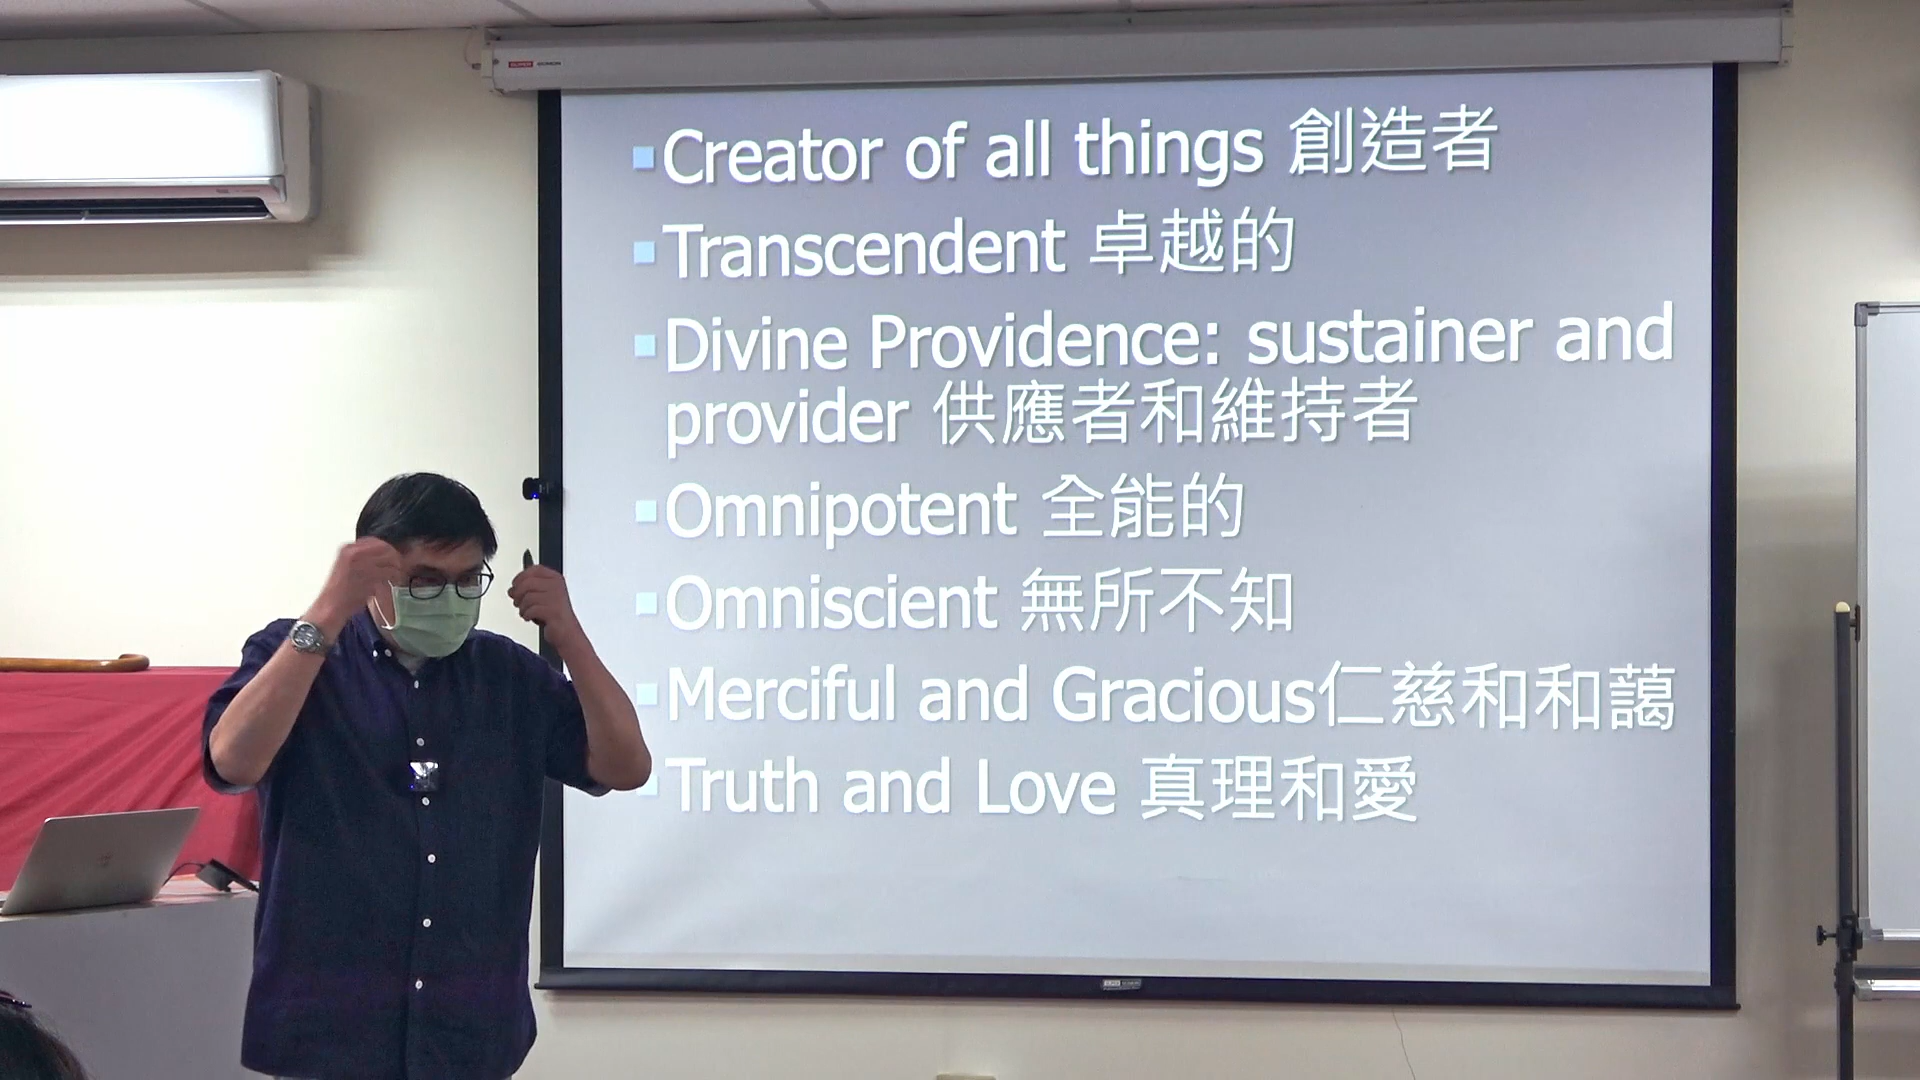 Creator of all things 創造者
Transcendent 卓越的
Divine Providence: sustainer and
provider 供應者和維持者
Omnipotent 全能的
Omniscient 無所不知
Merciful and Gracious仁慈和和藹
Truth and Love 真理和愛